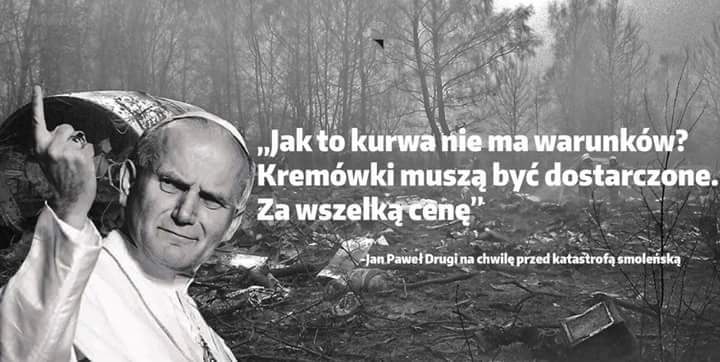 „Jak to kurwa nie ma warunków?
Kremówki muszą być dostarczone.
Za wszelką cenę”
-Jan Paweł Drugi na chwilę przed katastrofą smoleńską